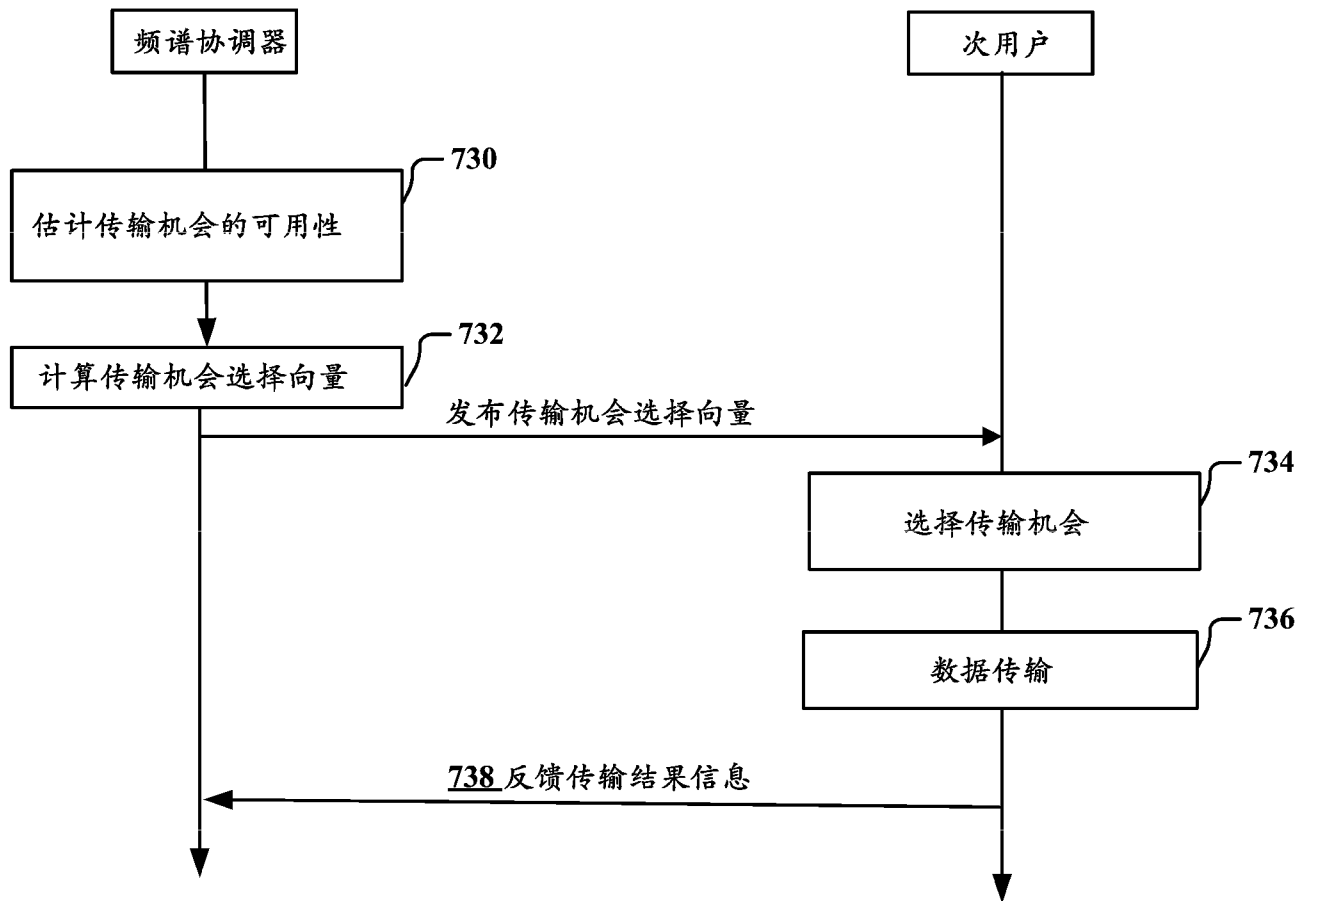 频谱协调器
次用户
730
估计传输机会的可用性
732
计算传输机会选择向量
发布传输机会选择向量
734
选择传输机会
736
数据传输
738 反馈传输结果信息